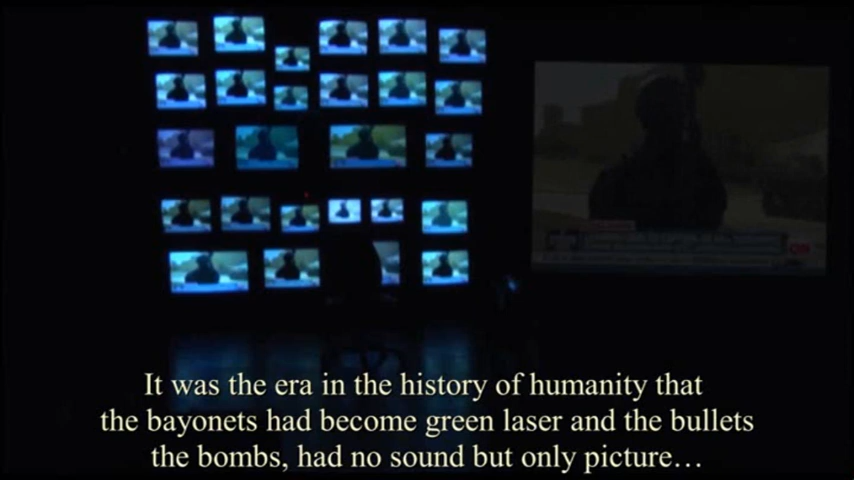 CNN
It was the era in the history of humanity that
the bayonets had become green laser and the bullets
the bombs, had no sound but only picture…